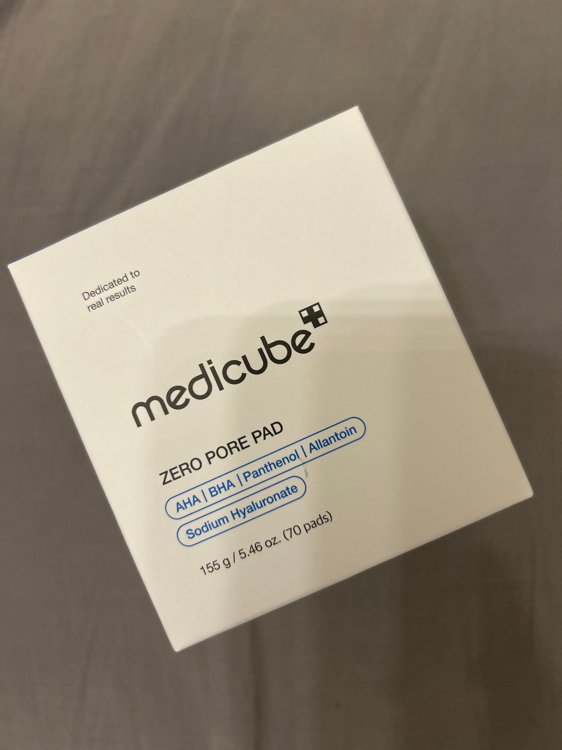 Dedicated to
real results
medicube
ZERO PORE PAD
AHA | BHA | Panthenol | Allantoin
Sodium Hyaluronate
155 g / 5.46 oz. (70 pads)